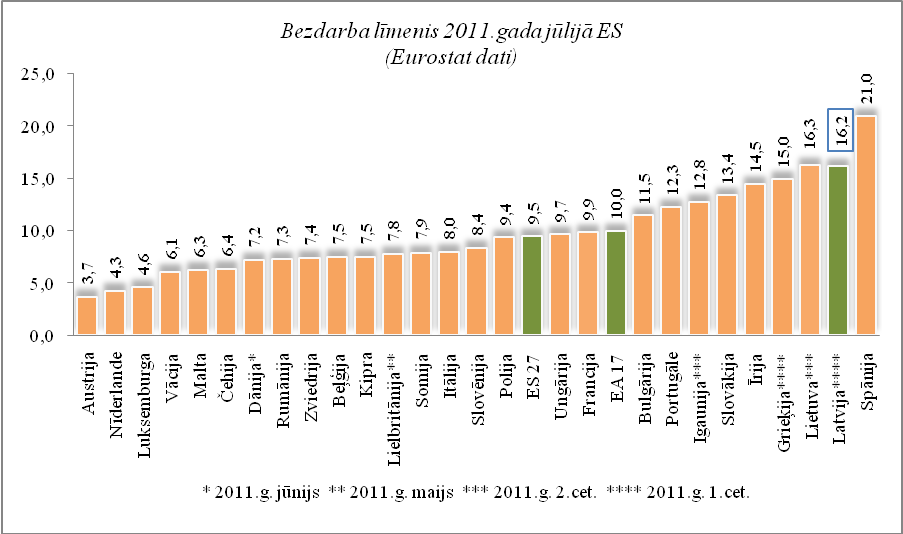 Bezdarba līmenis 2011.gada jūlijā ES
(Eurostat dati)
25,0
20,0
15,0
10,0
5,0
0,0
3,7
4,3
4,6
6,1
6,3
6,4
7,2
7,3
7,4
7,5
7,5
7,8
7,9
8,0
8,4
9,4
9,5
9,7
9,9
10,0
11,5
12,3
12,8
13,4
14,5
15,0
16,3
16,2
21,0
Austrija
Nīderlande
Luksemburga
Vācija
Malta
Čehija
Dānija*
Rumānija
Zviedrija
Beļģija
Kipra
Lielbritānija**
Somija
Itālija
Slovēnija
Polija
ES 27
Ungārija
Francija
EA 17
Bulgārija
Portugāle
Igaunija***
Slovākija
Īrija
Grieķija****
Lietuva***
Latvija****
Spānija
* 2011.g. jūnijs ** 2011.g. maijs *** 2011.g. 2.cet. **** 2011.g. 1.cet.